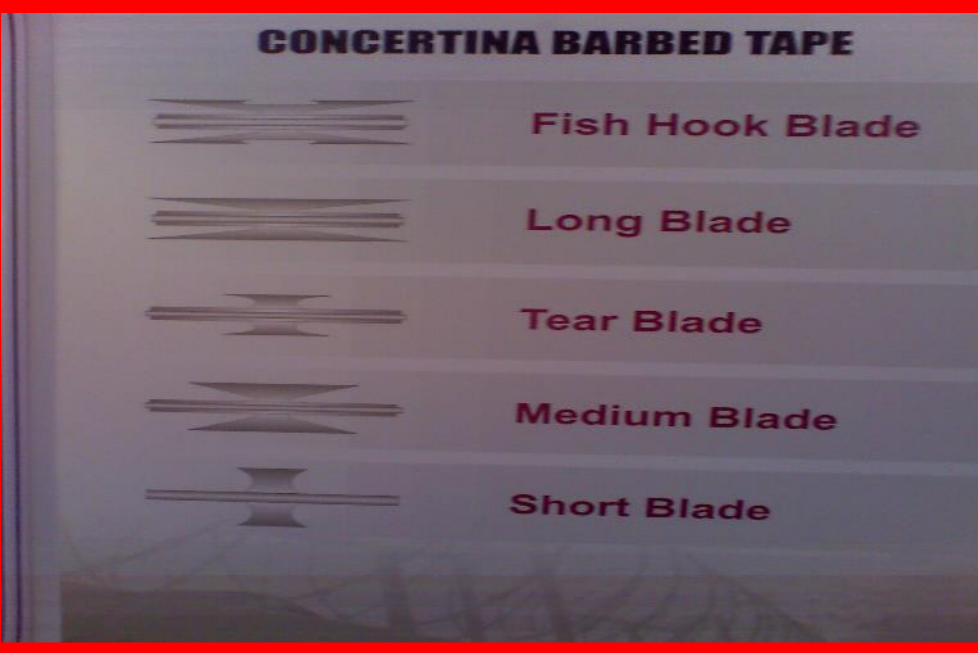 CONCERTINA BARBED TAPE
Fish Hook Blade
Long Blade
Tear Blade
Medium Blade
Short Blade